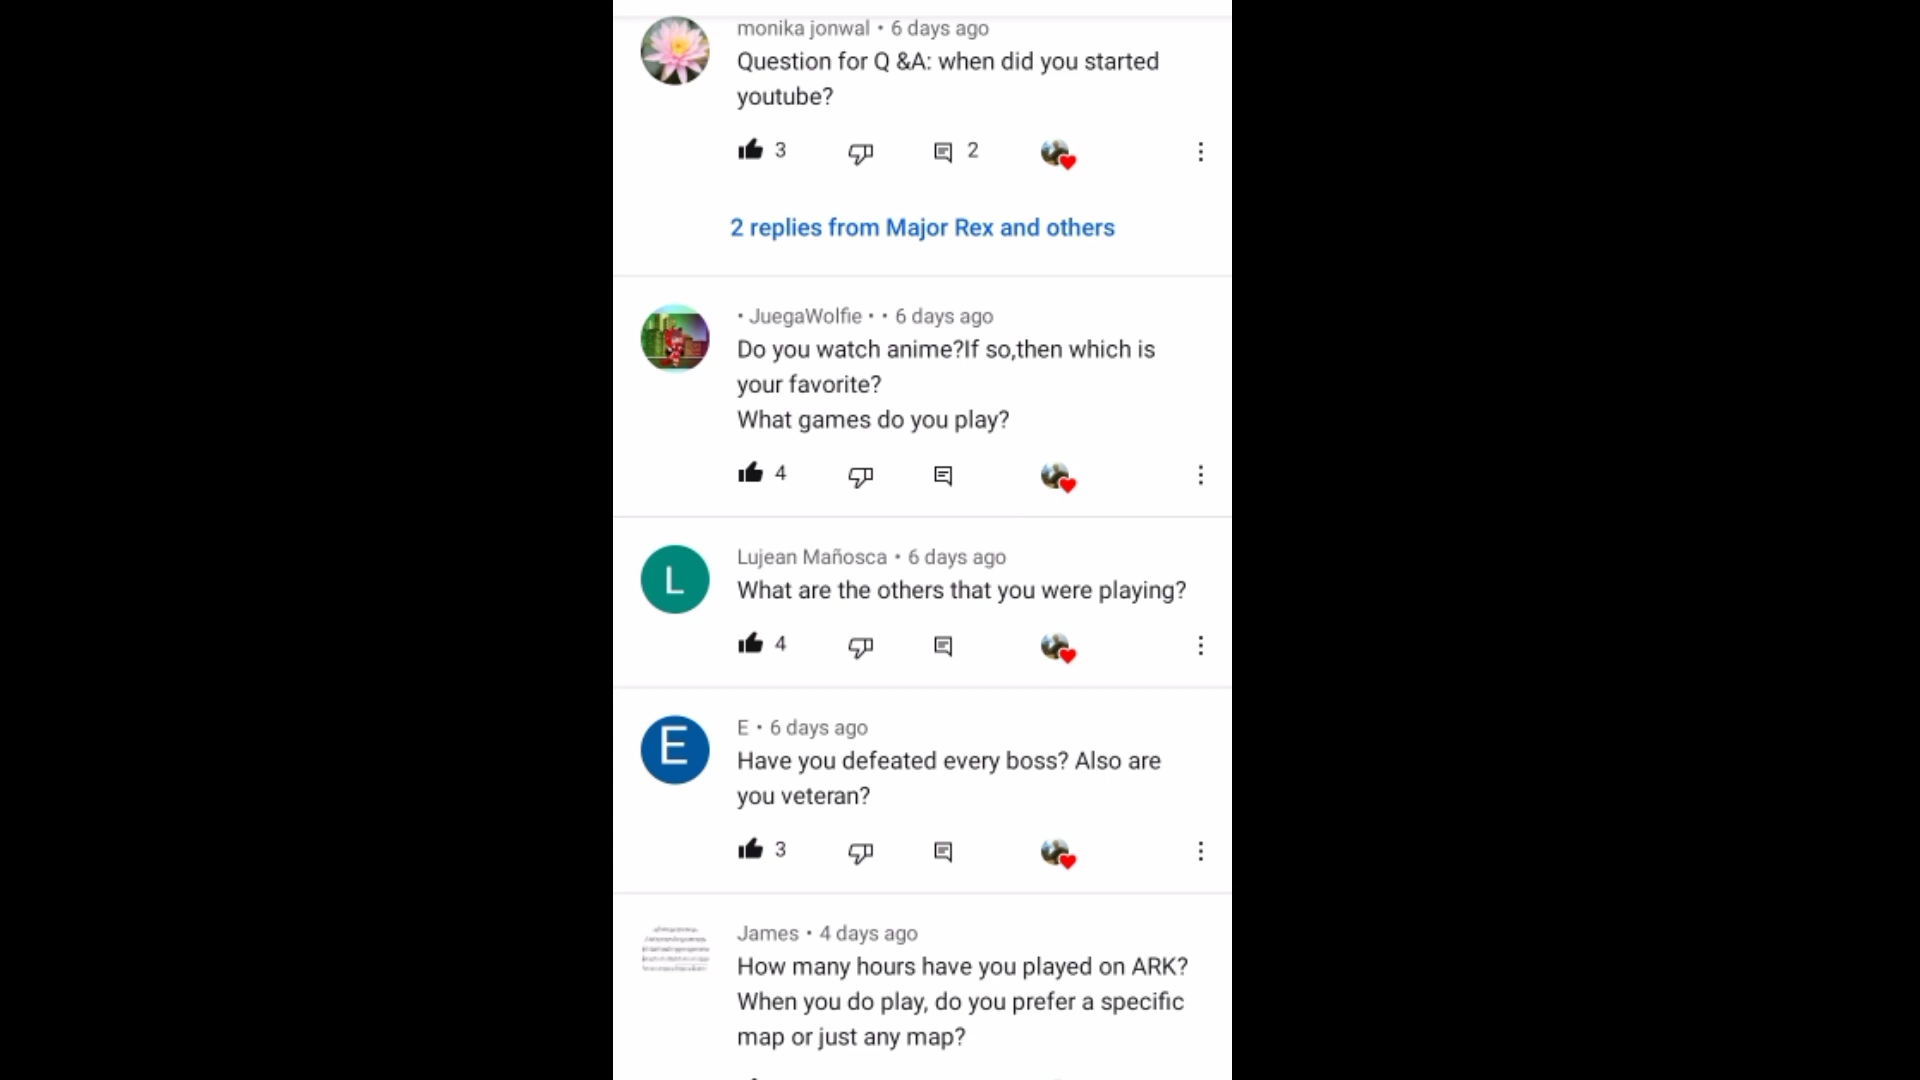 monika jonwal • 6 days ago
Question for Q &A: when did you started
youtube?
3
2
2 replies from Major Rex and others
• JuegaWolfie • • 6 days ago
Do you watch anime?If so,then which is
your favorite?
What games do you play?
4
L
Lujean Mañosca • 6 days ago
What are the others that you were playing?
4
E
E • 6 days ago
Have you defeated every boss? Also are
you veteran?
3
James • 4 days ago
How many hours have you played on ARK?
When you do play, do you prefer a specific
map or just any map?